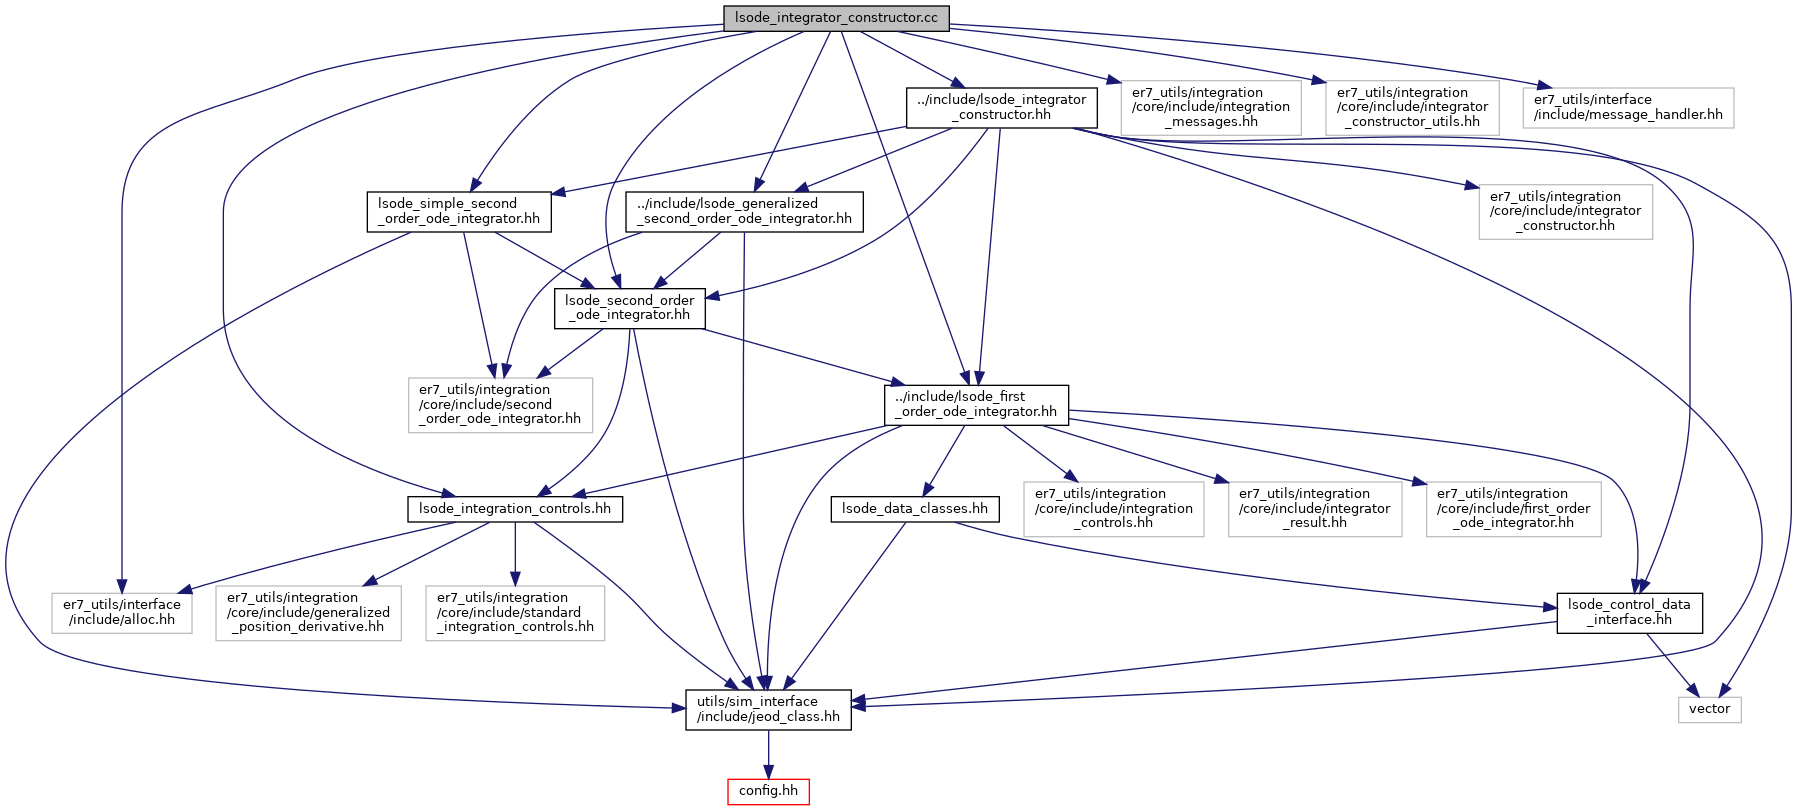 lsode_integrator_constructor.cc
../include/lsode_integrator
_constructor.hh
er7_utils/integration
/core/include/integration
_messages.hh
er7_utils/integration
/core/include/integrator
_constructor_utils.hh
er7_utils/interface
/include/message_handler.hh
lsode_simple_second
_order_ode_integrator.hh
../include/lsode_generalized
_second_order_ode_integrator.hh
er7_utils/integration
/core/include/integrator
_constructor.hh
lsode_second_order
_ode_integrator.hh
er7_utils/integration
/core/include/second
_order_ode_integrator.hh
../include/lsode_first
_order_ode_integrator.hh
lsode_integration_controls.hh
lsode_data_classes.hh
er7_utils/integration
/core/include/integration
_controls.hh
er7_utils/integration
/core/include/integrator
_result.hh
er7_utils/integration
/core/include/first_order
_ode_integrator.hh
er7_utils/interface
/include/alloc.hh
er7_utils/integration
/core/include/generalized
_position_derivative.hh
er7_utils/integration
/core/include/standard
_integration_controls.hh
lsode_control_data
_interface.hh
utils/sim_interface
/include/jeod_class.hh
vector
config.hh